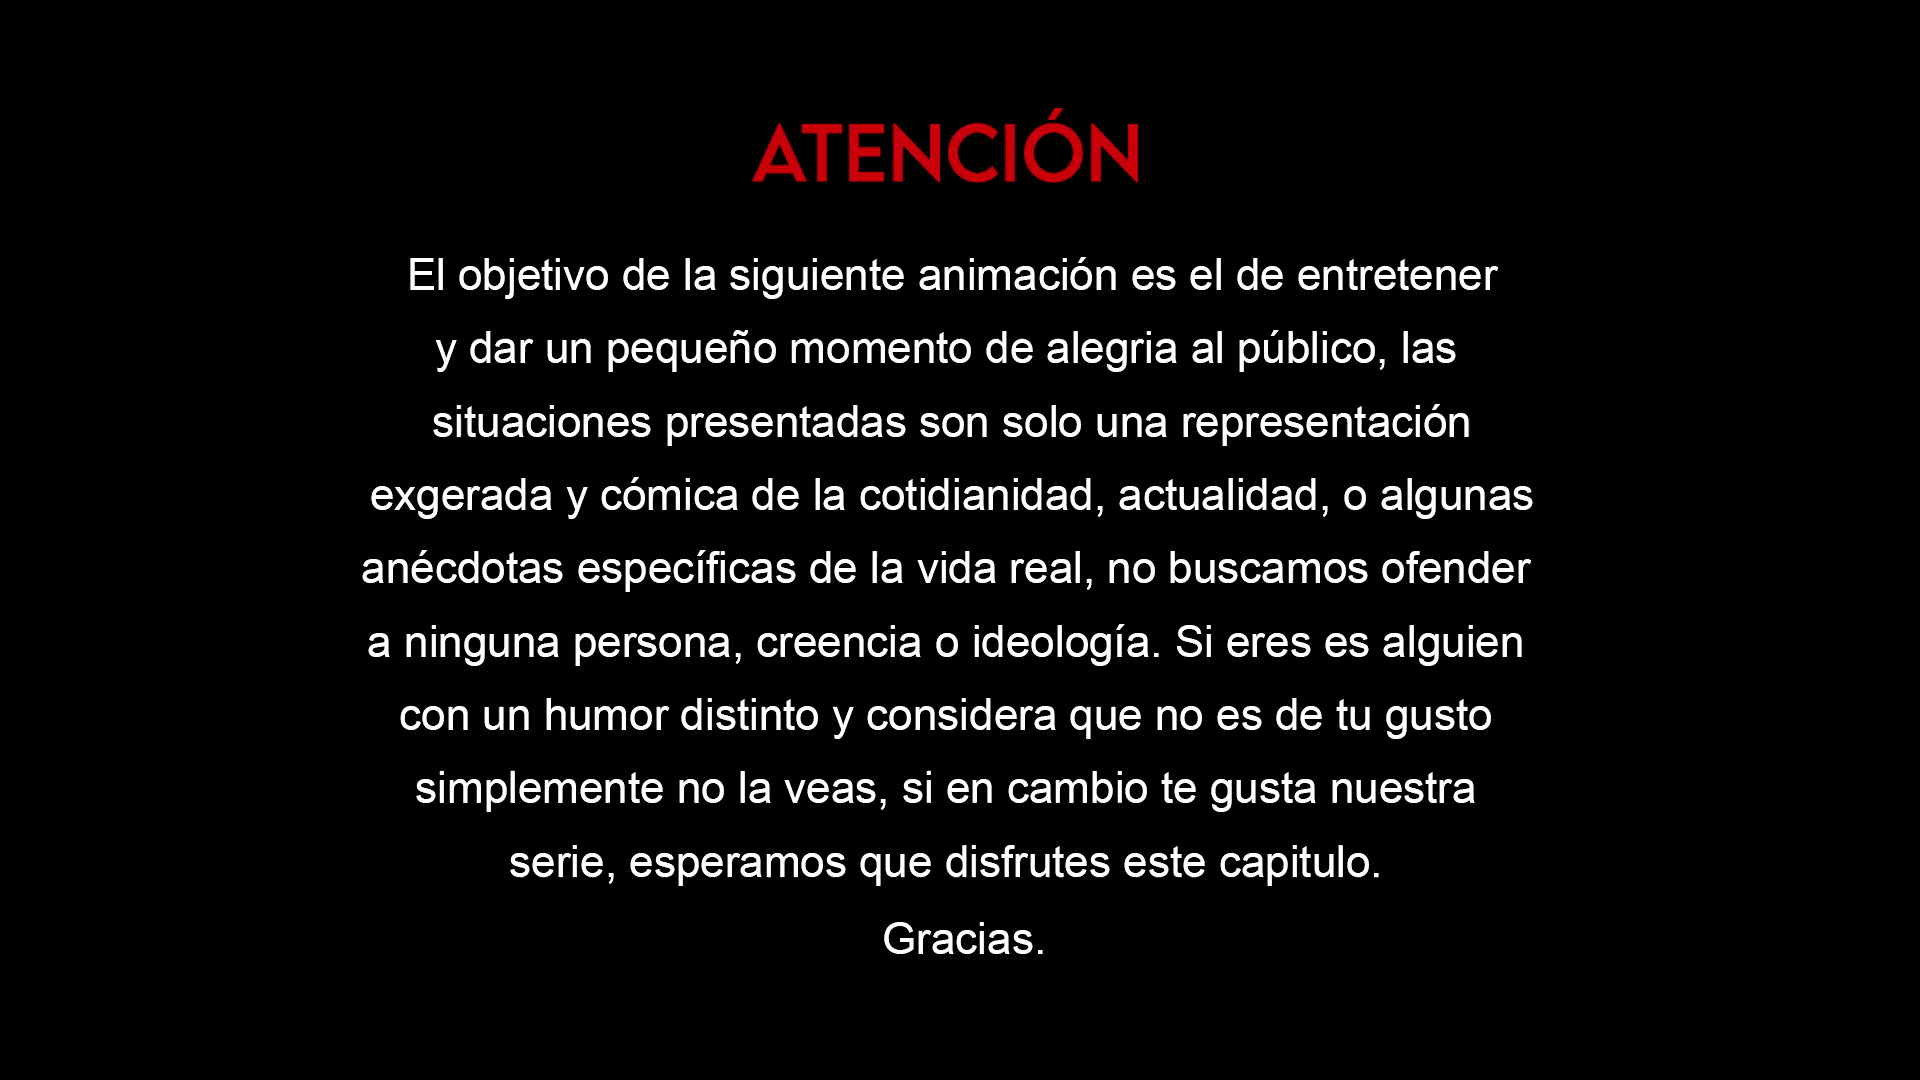 ATENCIÓN
El objetivo de la siguiente animación es el de entretener
y dar un pequeño momento de alegria al público, las
situaciones presentadas son solo una representación
exgerada y cómica de la cotidianidad, actualidad, o algunas
anécdotas específicas de la vida real, no buscamos ofender
a ninguna persona, creencia o ideología. Si eres es alguien
con un humor distinto y considera que no es de tu gusto
simplemente no la veas, si en cambio te gusta nuestra
serie, esperamos que disfrutes este capitulo.
Gracias.